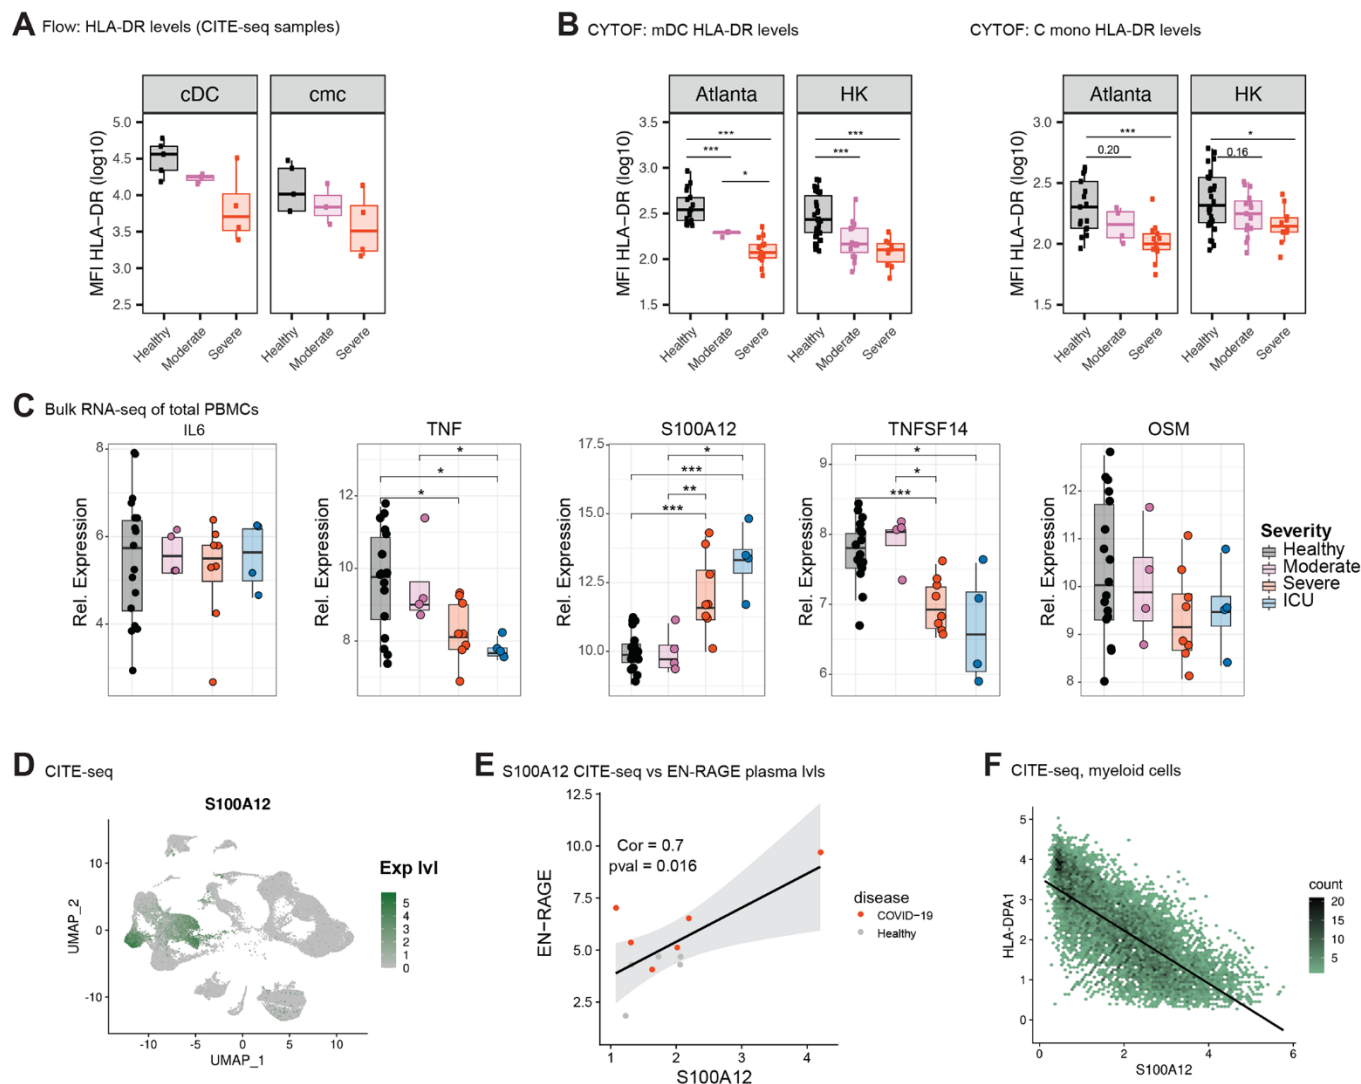 A Flow: HLA-DR levels (CITE-seq samples)
cDC
cmc
MFI HLA−DR (log10)
5.0
4.5
4.0
3.5
3.0
2.5
Healthy
Moderate
Severe
Healthy
Moderate
Severe
B CYTOF: mDC HLA-DR levels
Atlanta
HK
MFI HLA−DR (log10)
3.5
3.0
2.5
2.0
1.5
***
***
*
***
***
Healthy
Moderate
Severe
Healthy
Moderate
Severe
CYTOF: C mono HLA-DR levels
Atlanta
HK
MFI HLA−DR (log10)
3.0
2.5
2.0
1.5
***
0.20
*
0.16
Healthy
Moderate
Severe
Healthy
Moderate
Severe
C Bulk RNA-seq of total PBMCs
IL6
Rel. Expression
8
6
4
TNF
Rel. Expression
12
10
8
*
*
*
S100A12
Rel. Expression
17.5
15.0
12.5
10.0
*
***
**
***
TNFSF14
Rel. Expression
9
8
7
6
*
*
***
OSM
Rel. Expression
12
11
10
9
8
Severity
Healthy
Moderate
Severe
ICU
D CITE-seq
S100A12
UMAP_2
10
0
-10
-10
-5
0
5
10
UMAP_1
Exp lvl
5
4
3
2
1
0
E S100A12 CITE-seq vs EN-RAGE plasma lvls
EN−RAGE
12.5
10.0
7.5
5.0
2.5
Cor = 0.7
pval = 0.016
1
2
3
4
S100A12
disease
COVID−19
Healthy
F CITE-seq, myeloid cells
HLA-DPA1
5
4
3
2
1
0
0
2
4
6
S100A12
count
20
15
10
5